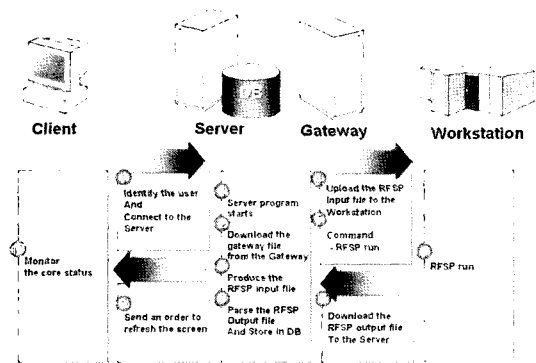 DB
Client
Server
Gateway
Workstation
Identify the user
And
Connect to the
Server
Server program
starts
Download the
gateway file
from the Gateway
Produce the
RFSP input file
Parse the RFSP
Output file
And Store in DB
Upload the RFSP
Input file to the
Workstation
Command
- RFSP run
RFSP run
Monitor
the core status
Send an order to
refresh the screen
Download the
RFSP output file
To the Server